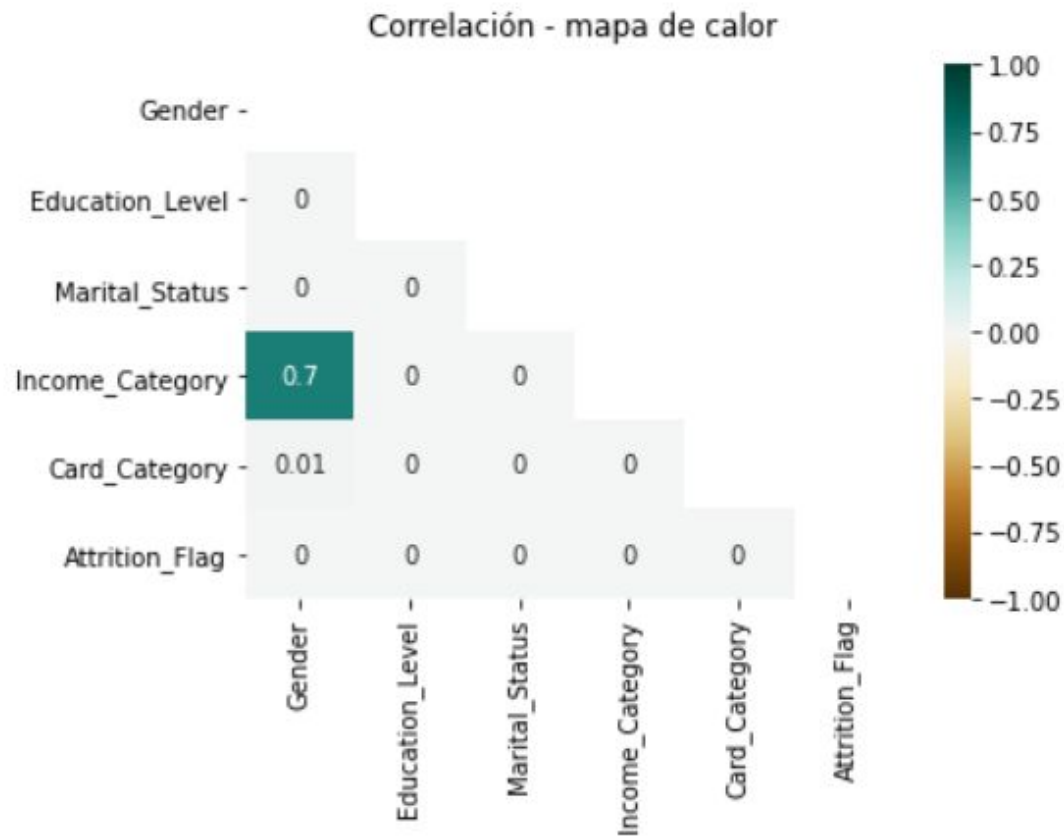 Correlación - mapa de calor
Gender
Education_Level 0
Marital_Status 0 0
Income_Category 0.7 0 0
Card_Category 0.01 0 0 0
Attrition_Flag 0 0 0 0 0
Gender
Education_Level
Marital_Status
Income_Category
Card_Category
Attrition_Flag
1.00
0.75
0.50
0.25
0.00
−0.25
−0.50
−0.75
−1.00